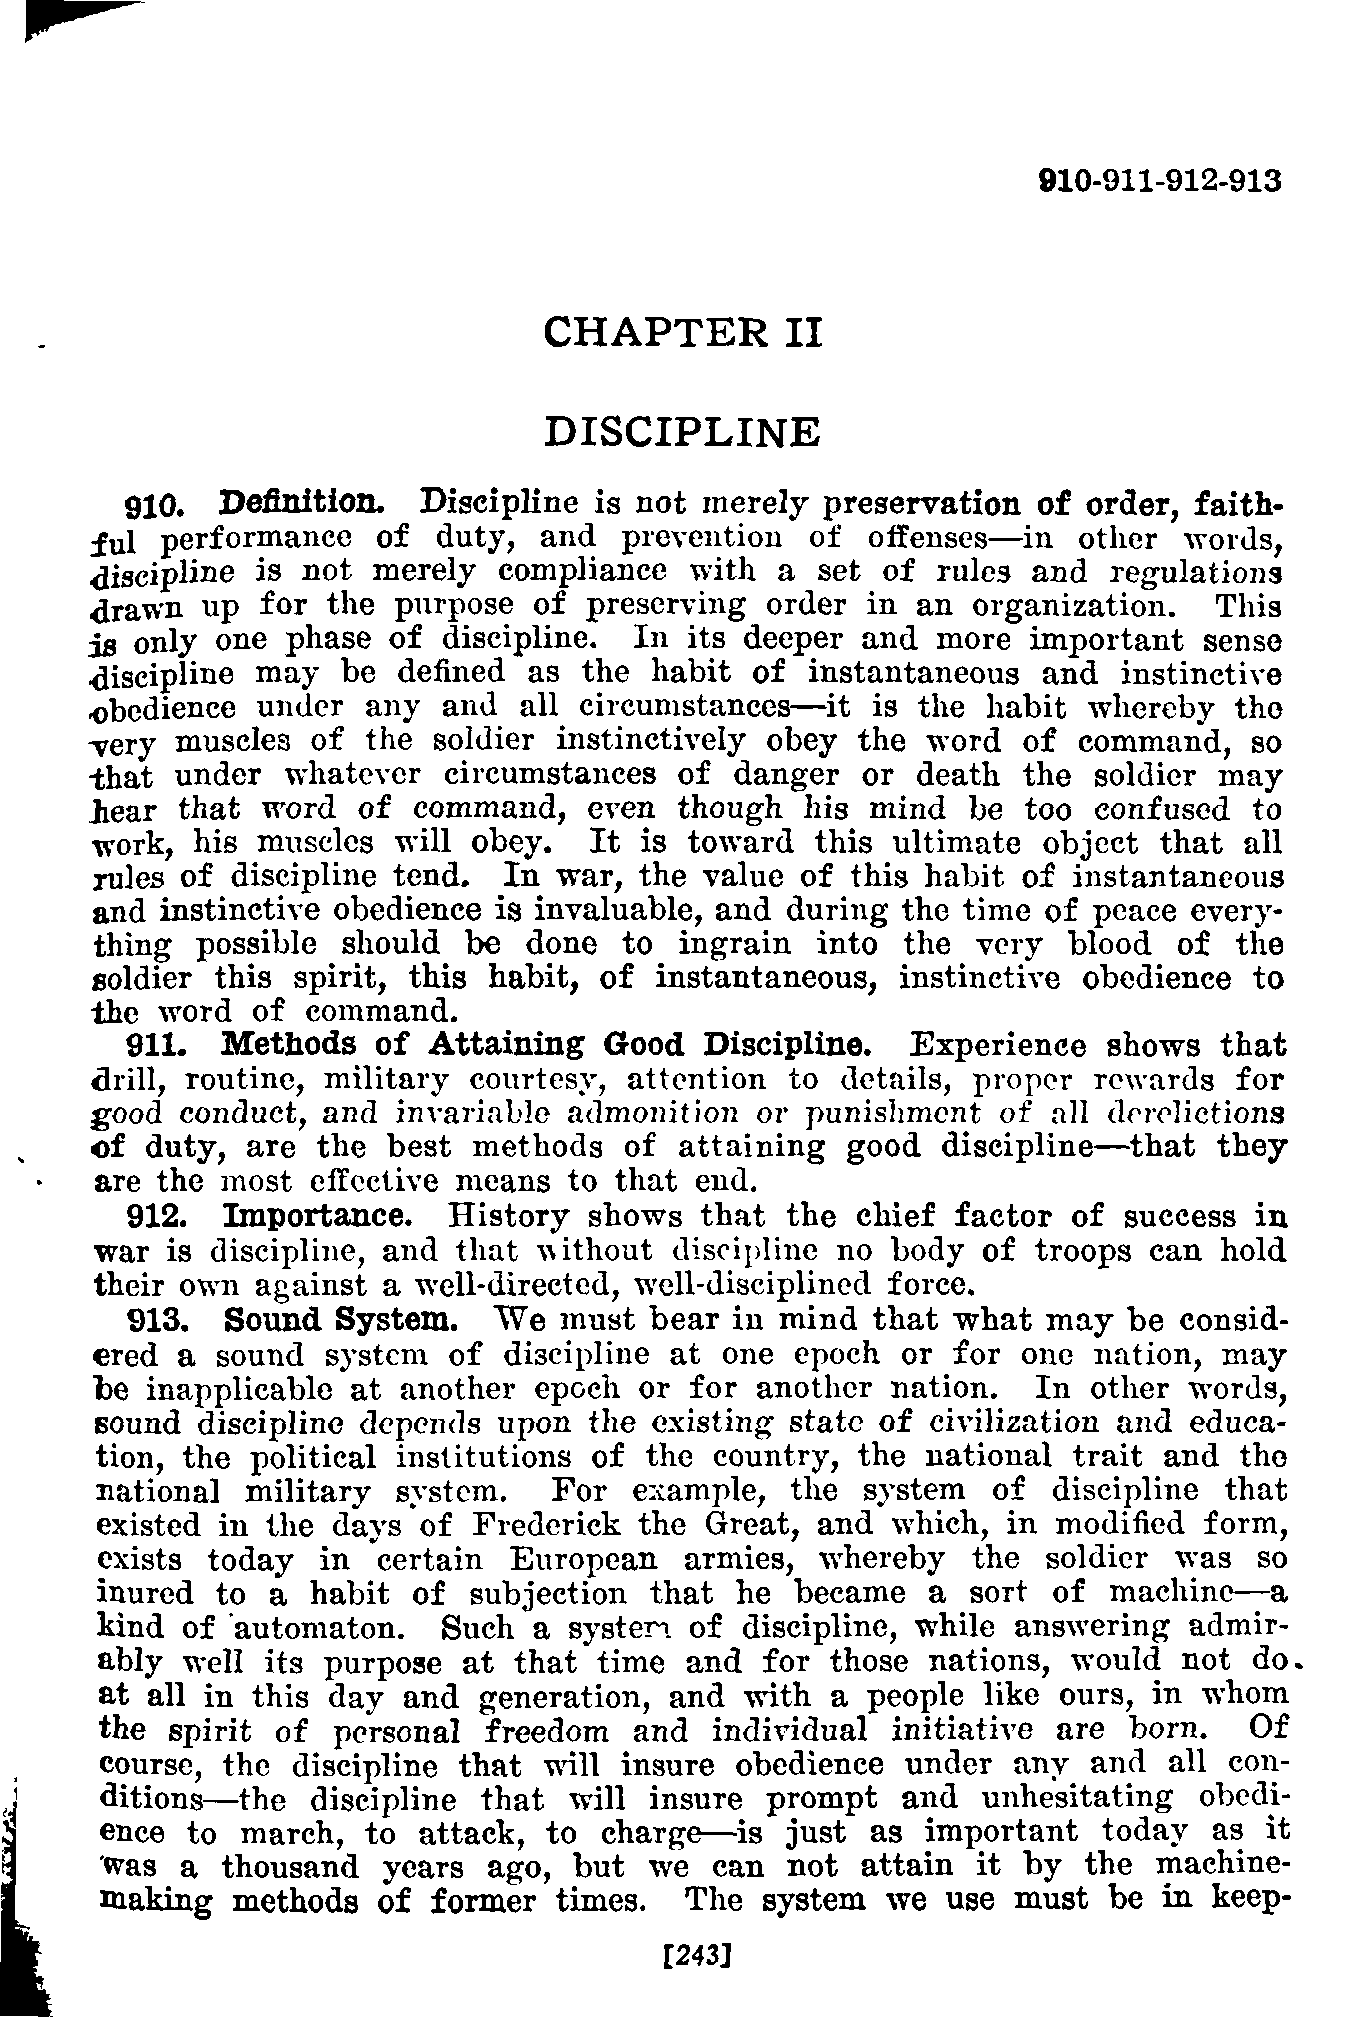 910-911-912-913
CHAPTER II
DISCIPLINE
910. Definition. Discipline is not merely preservation of order, faith-
ful performance of duty, and prevention of offenses—in other words,
discipline is not merely compliance with a set of rules and regulations
drawn up for the purpose of preserving order in an organization. This
is only one phase of discipline. In its deeper and more important sense
discipline may be defined as the habit of instantaneous and instinctive
obedience under any and all circumstances—it is the habit whereby the
very muscles of the soldier instinctively obey the word of command, so
that under whatever circumstances of danger or death the soldier may
hear that word of command, even though his mind be too confused to
work, his muscles will obey. It is toward this ultimate object that all
rules of discipline tend. In war, the value of this habit of instantaneous
and instinctive obedience is invaluable, and during the time of peace every-
thing possible should be done to ingrain into the very blood of the
soldier this spirit, this habit, of instantaneous, instinctive obedience to
the word of command.
911. Methods of Attaining Good Discipline. Experience shows that
drill, routine, military courtesy, attention to details, proper rewards for
good conduct, and invariable admonition or punishment of all derelictions
of duty, are the best methods of attaining good discipline—that they
are the most effective means to that end.
912. Importance. History shows that the chief factor of success in
war is discipline, and that without discipline no body of troops can hold
their own against a well-directed, well-disciplined force.
913. Sound System. We must bear in mind that what may be consid-
ered a sound system of discipline at one epoch or for one nation, may
be inapplicable at another epoch or for another nation. In other words,
sound discipline depends upon the existing state of civilization and educa-
tion, the political institutions of the country, the national trait and the
national military system. For example, the system of discipline that
existed in the days of Frederick the Great, and which, in modified form,
exists today in certain European armies, whereby the soldier was so
inured to a habit of subjection that he became a sort of machine—a
kind of automaton. Such a system of discipline, while answering admir-
ably well its purpose at that time and for those nations, would not do
at all in this day and generation, and with a people like ours, in whom
the spirit of personal freedom and individual initiative are born. Of
course, the discipline that will insure obedience under any and all con-
ditions—the discipline that will insure prompt and unhesitating obedi-
ence to march, to attack, to charge—is just as important today as it
was a thousand years ago, but we can not attain it by the machine-
making methods of former times. The system we use must be in keep-
[243]